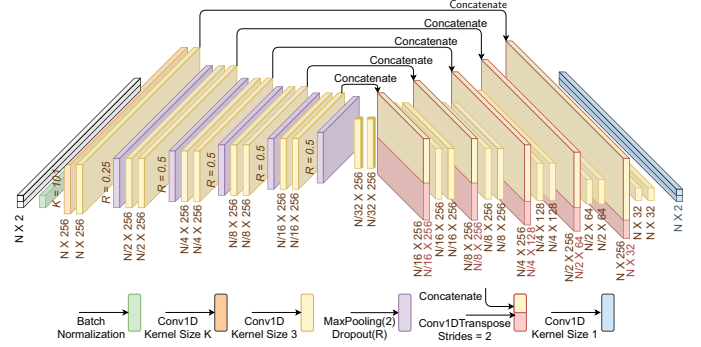 Concatenate
Concatenate
Concatenate
Concatenate
Concatenate
N X 2
K = 101
N X 256
N X 256
R = 0.25
N/2 X 256
N/2 X 256
R = 0.5
N/4 X 256
N/4 X 256
R = 0.5
N/8 X 256
N/8 X 256
R = 0.5
N/16 X 256
N/16 X 256
R = 0.5
N/32 X 256
N/32 X 256
N/16 X 256
N/16 X 256
N/16 X 256
N/16 X 256
N/8 X 256
N/8 X 256
N/8 X 256
N/8 X 256
N/4 X 256
N/4 X 128
N/4 X 128
N/4 X 128
N/2 X 256
N/2 X 64
N/2 X 64
N/2 X 64
N X 256
N X 32
N X 32
N X 32
N X 2
Batch
Normalization
Conv1D
Kernel Size K
Conv1D
Kernel Size 3
MaxPooling(2)
Dropout(R)
Concatenate
Conv1DTranspose
Strides = 2
Conv1D
Kernel Size 1